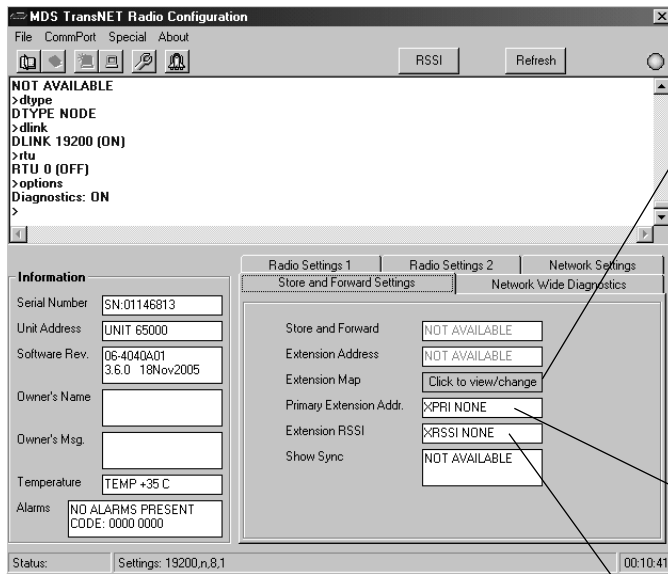 MDS TransNET Radio Configuration
File CommPort Special About
RSSI Refresh
NOT AVAILABLE
>dtype
DTYPE NODE
>dlink
DLINK 19200 (ON)
>rtu
RTU 0 (OFF)
>options
Diagnostics: ON
>
Information
Serial Number SN:01146813
Unit Address UNIT 65000
Software Rev. 06-4040A01
3.6.0 18Nov2005
Owner's Name
Owner's Msg.
Temperature TEMP +35 C
Alarms NO ALARMS PRESENT
CODE: 0000 0000
Radio Settings 1 Radio Settings 2 Network Settings
Store and Forward Settings Network Wide Diagnostics
Store and Forward NOT AVAILABLE
Extension Address NOT AVAILABLE
Extension Map Click to view/change
Primary Extension Addr. XPRI NONE
Extension RSSI XRSSI NONE
Show Sync NOT AVAILABLE
Status: Settings: 19200,n,8,1 00:10:41